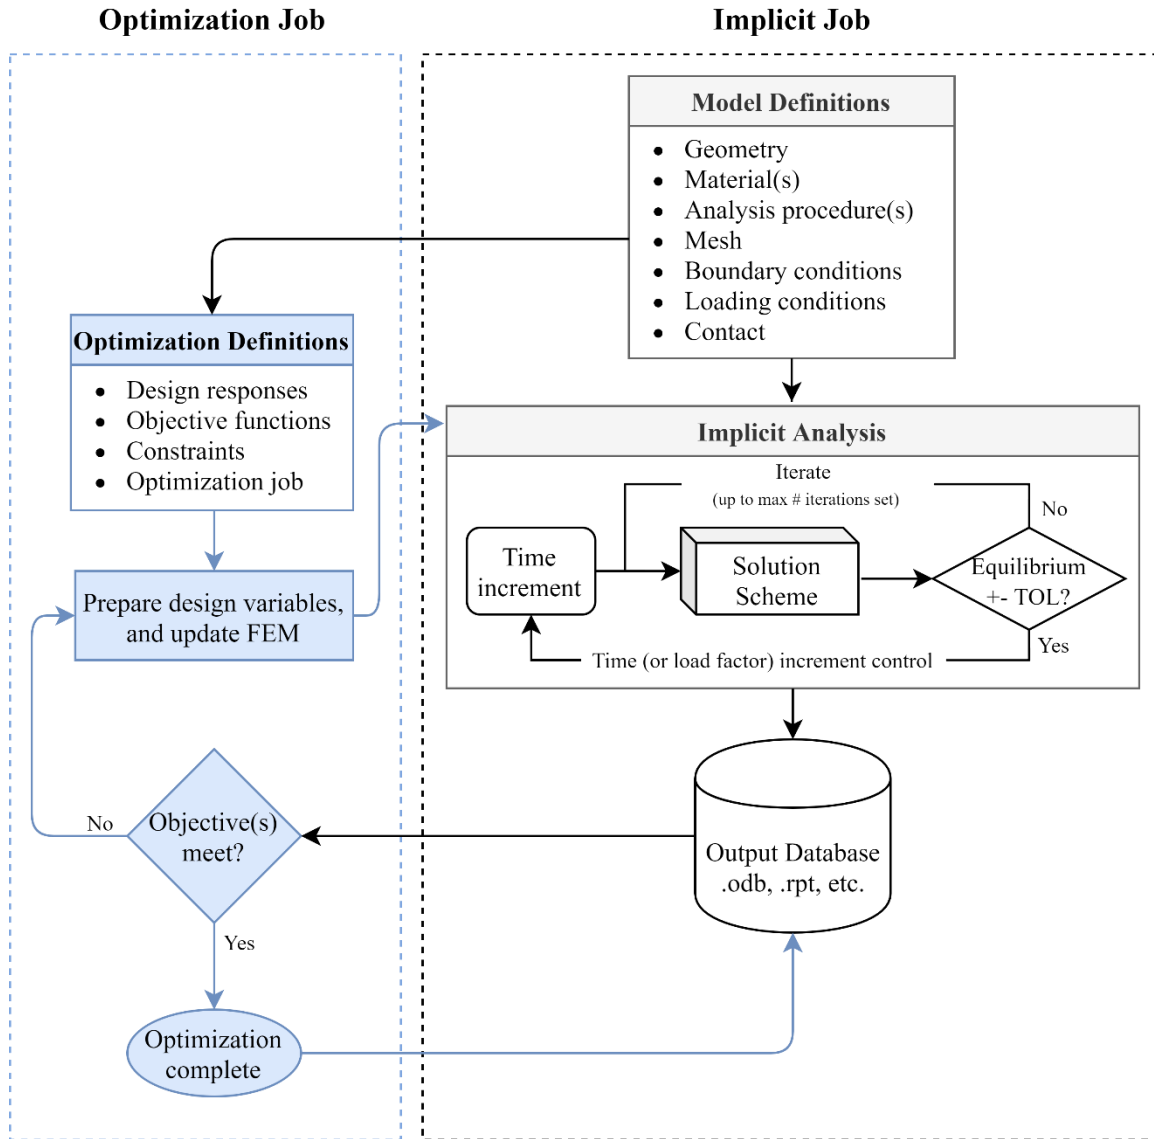 Optimization Job
Implicit Job
Model Definitions
• Geometry
• Material(s)
• Analysis procedure(s)
• Mesh
• Boundary conditions
• Loading conditions
• Contact
Optimization Definitions
• Design responses
• Objective functions
• Constraints
• Optimization job
Implicit Analysis
Iterate
(up to max # iterations set)
No
Time
increment
Solution
Scheme
Equilibrium
+- TOL?
Yes
Time (or load factor) increment control
Prepare design variables,
and update FEM
Objective(s)
meet?
No
Yes
Output Database
.odb, .rpt, etc.
Optimization
complete